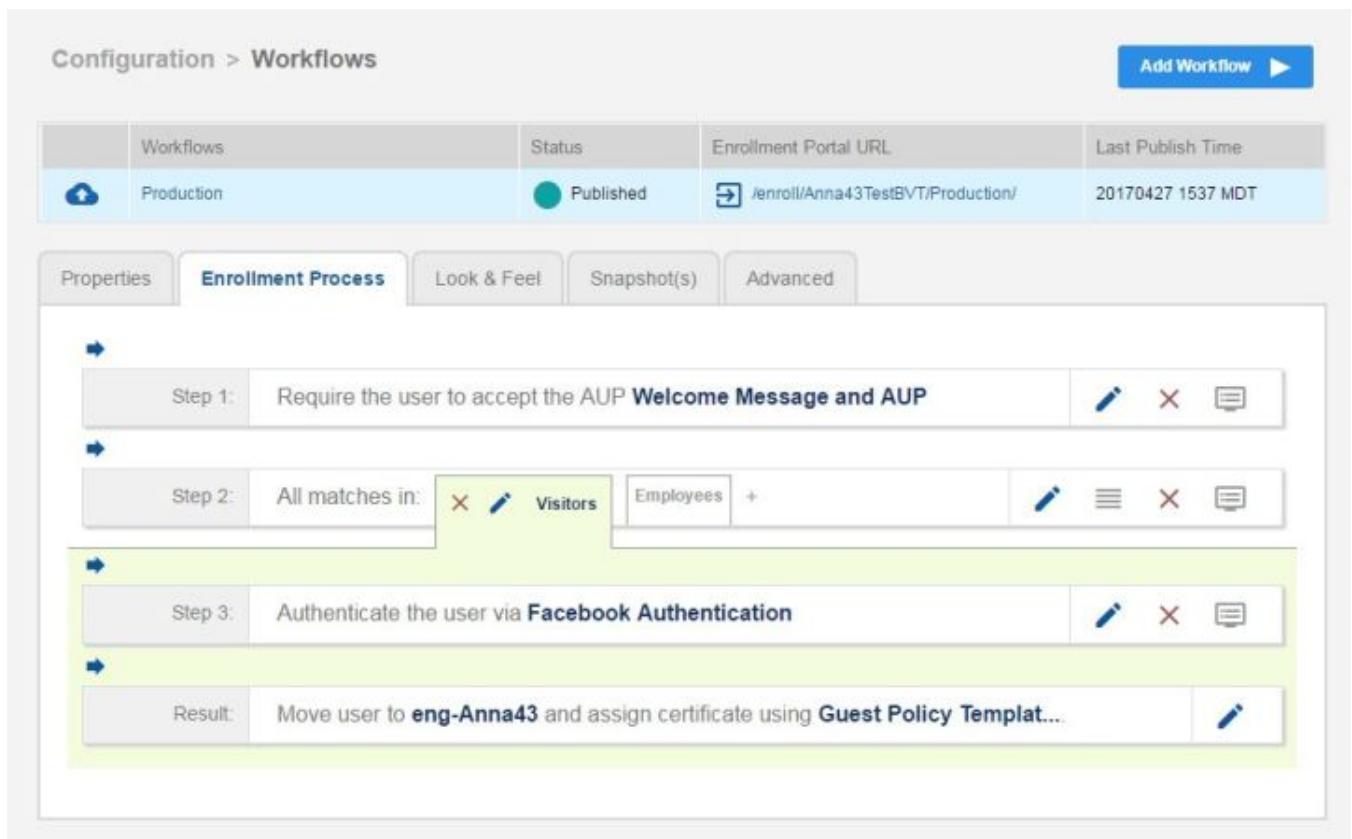 Configuration > Workflows
Add Workflow
Workflows Status Enrollment Portal URL Last Publish Time
Production Published /enroll/Anna43TestBVT/Production/ 20170427 1537 MDT
Properties Enrollment Process Look & Feel Snapshot(s) Advanced
Step 1: Require the user to accept the AUP Welcome Message and AUP
Step 2: All matches in: Visitors Employees +
Step 3: Authenticate the user via Facebook Authentication
Result: Move user to eng-Anna43 and assign certificate using Guest Policy Templat....